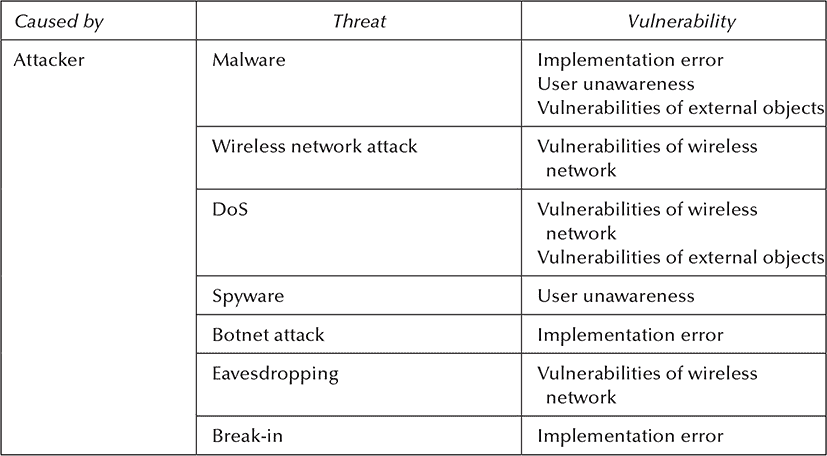 Caused by Threat Vulnerability
Attacker Malware Implementation error
User unawareness
Vulnerabilities of external objects
Wireless network attack Vulnerabilities of wireless
network
DoS Vulnerabilities of wireless
network
Vulnerabilities of external objects
Spyware User unawareness
Botnet attack Implementation error
Eavesdropping Vulnerabilities of wireless
network
Break-in Implementation error